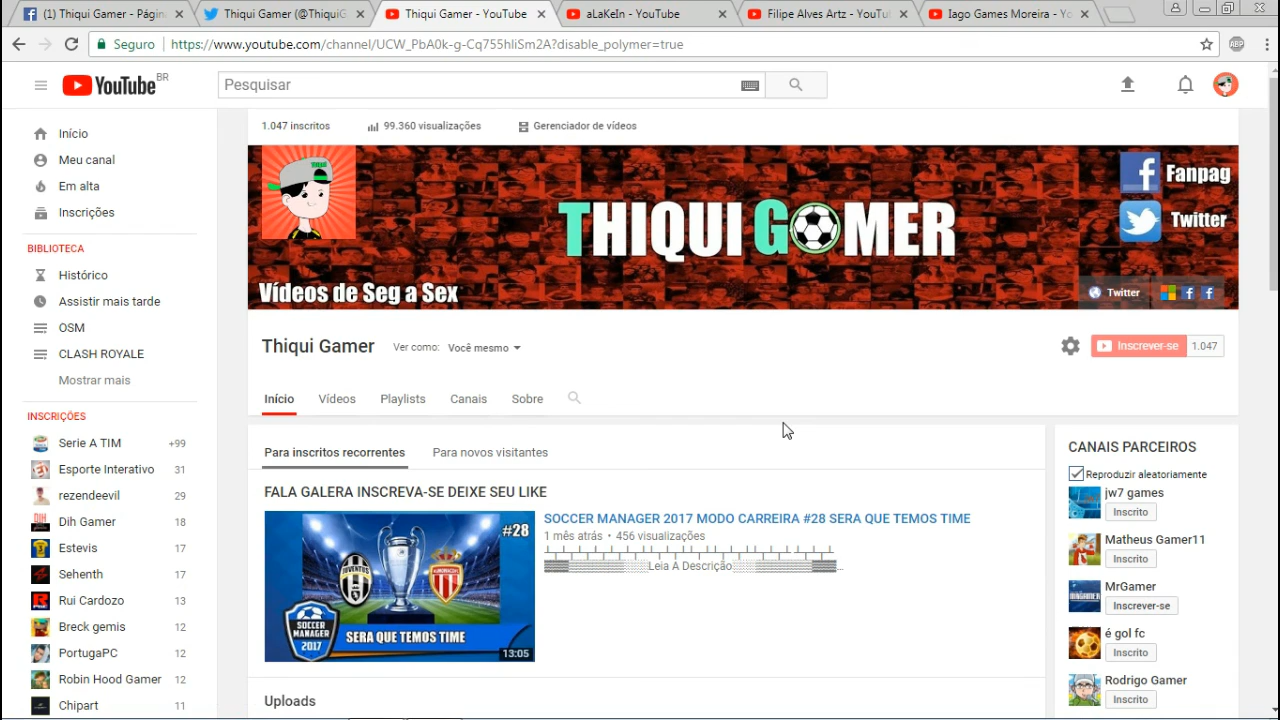 (1) Thiqui Gamer - Págin
Thiqui Gamer (@ThiquiG
Thiqui Gamer - YouTube
aLaKeIn - YouTube
Filipe Alves Artz - YouTu
Iago Games Moreira - Yo
Seguro
https://www.youtube.com/channel/UCW_PbA0k-g-Cq755hliSm2A?disable_polymer=true
ABP
YouTube BR
Pesquisar
Início
Meu canal
Em alta
Inscrições
BIBLIOTECA
Histórico
Assistir mais tarde
OSM
CLASH ROYALE
Mostrar mais
INSCRIÇÕES
Serie A TIM +99
Esporte Interativo 31
rezendeevil 29
Dih Gamer 18
Estevis 17
Sehenth 17
Rui Cardozo 13
Breck gemis 12
PortugaPC 12
Robin Hood Gamer 12
Chipart 11
1.047 inscritos
99.360 visualizações
Gerenciador de vídeos
THIQUI GOMER
Vídeos de Seg a Sex
Fanpag
Twitter
Twitter
Thiqui Gamer
Ver como: Você mesmo
Inscrever-se 1.047
Início
Vídeos
Playlists
Canais
Sobre
Para inscritos recorrentes
Para novos visitantes
FALA GALERA INSCREVA-SE DEIXE SEU LIKE
#28
SOCCER MANAGER 2017
SERA QUE TEMOS TIME
13:05
SOCCER MANAGER 2017 MODO CARREIRA #28 SERA QUE TEMOS TIME
1 mês atrás • 456 visualizações
Leia A Descrição
Uploads
CANAIS PARCEIROS
Reproduzir aleatoriamente
jw7 games
Inscrito
Matheus Gamer11
Inscrito
MrGamer
Inscrever-se
é gol fc
Inscrito
Rodrigo Gamer
Inscrito